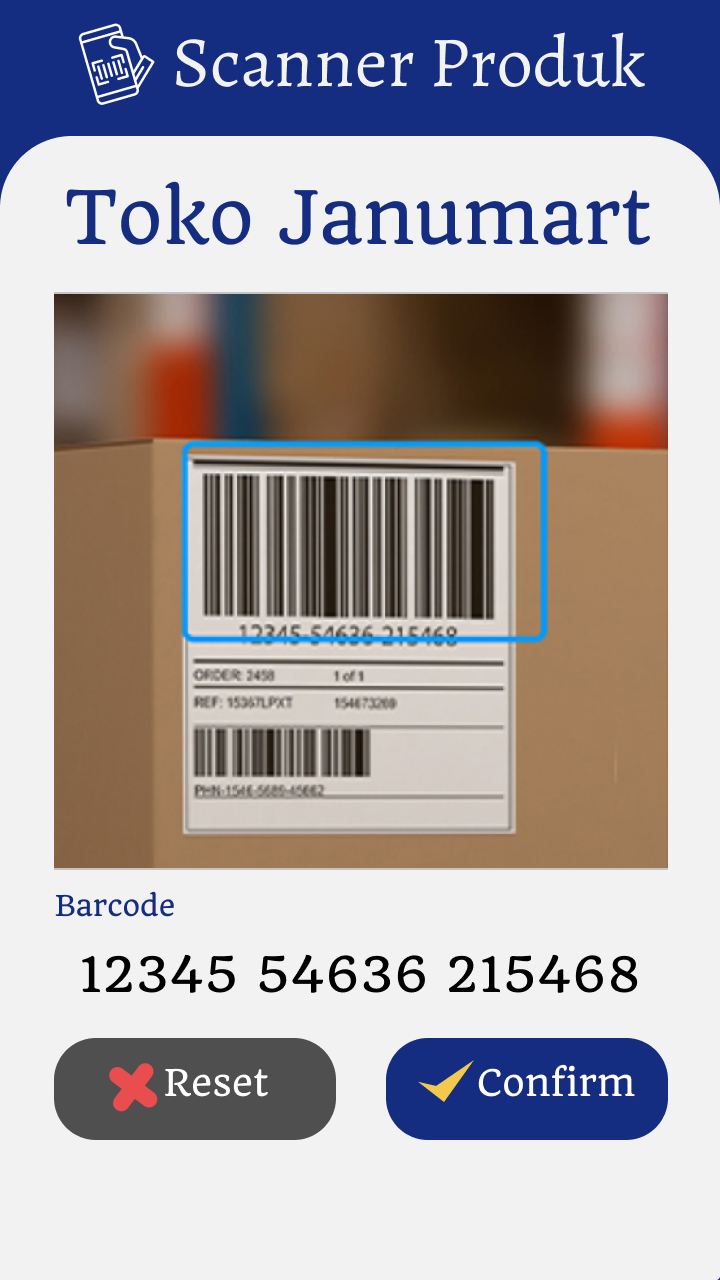 Scanner Produk
Toko Janumart
12345-54636-215468
ORDER: 2458 1 of 1
REF: 15367LPXT 154673269
PHN-1546-5689-45662
Barcode
12345 54636 215468
Reset
Confirm